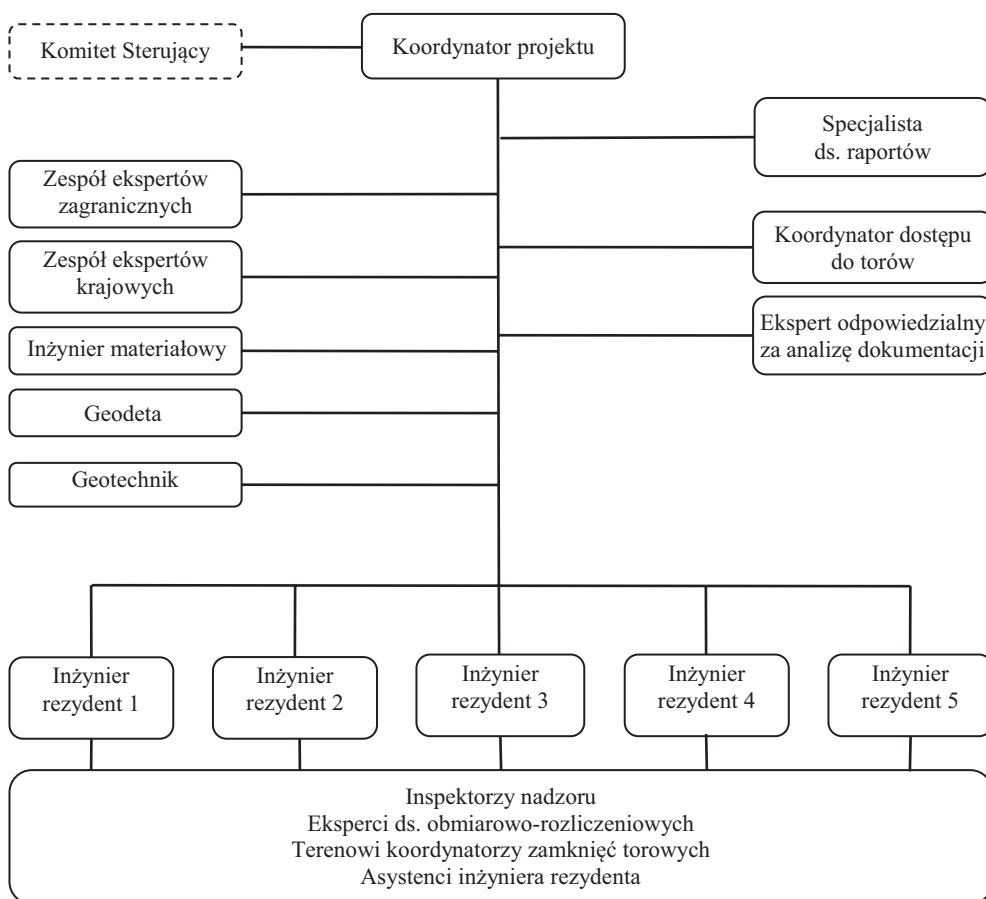 Komitet Sterujący
Koordynator projektu
Specjalista
ds. raportów
Zespół ekspertów
zagranicznych
Koordynator dostępu
do torów
Zespół ekspertów
krajowych
Ekspert odpowiedzialny
za analizę dokumentacji
Inżynier materiałowy
Geodeta
Geotechnik
Inżynier
rezydent 1
Inżynier
rezydent 2
Inżynier
rezydent 3
Inżynier
rezydent 4
Inżynier
rezydent 5
Inspektorzy nadzoru
Eksperci ds. obmiarowo-rozliczeniowych
Terenowi koordynatorzy zamknięć torowych
Asystenci inżyniera rezydenta